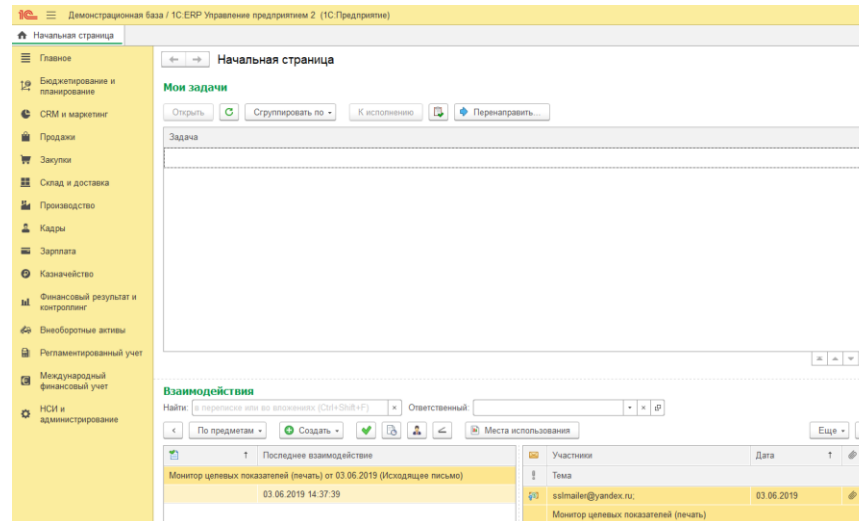 1С Демонстрационная база / 1С:ERP Управление предприятием 2 (1С:Предприятие)
Начальная страница
Главное
Бюджетирование и
планирование
CRM и маркетинг
Продажи
Закупки
Склад и доставка
Производство
Кадры
Зарплата
Казначейство
Финансовый результат и
контроллинг
Внеоборотные активы
Регламентированный учет
Международный
финансовый учет
НСИ и
администрирование
Начальная страница
Мои задачи
Открыть Сгруппировать по К исполнению Перенаправить...
Задача
Взаимодействия
Найти: в переписке или во вложениях (Ctrl+Shift+F) × Ответственный:
По предметам Создать Места использования Еще
Последнее взаимодействие Участники Дата
Монитор целевых показателей (печать) от 03.06.2019 (Исходящее письмо) Тема
03.06.2019 14:37:39 sslmailer@yandex.ru; 03.06.2019
Монитор целевых показателей (печать)